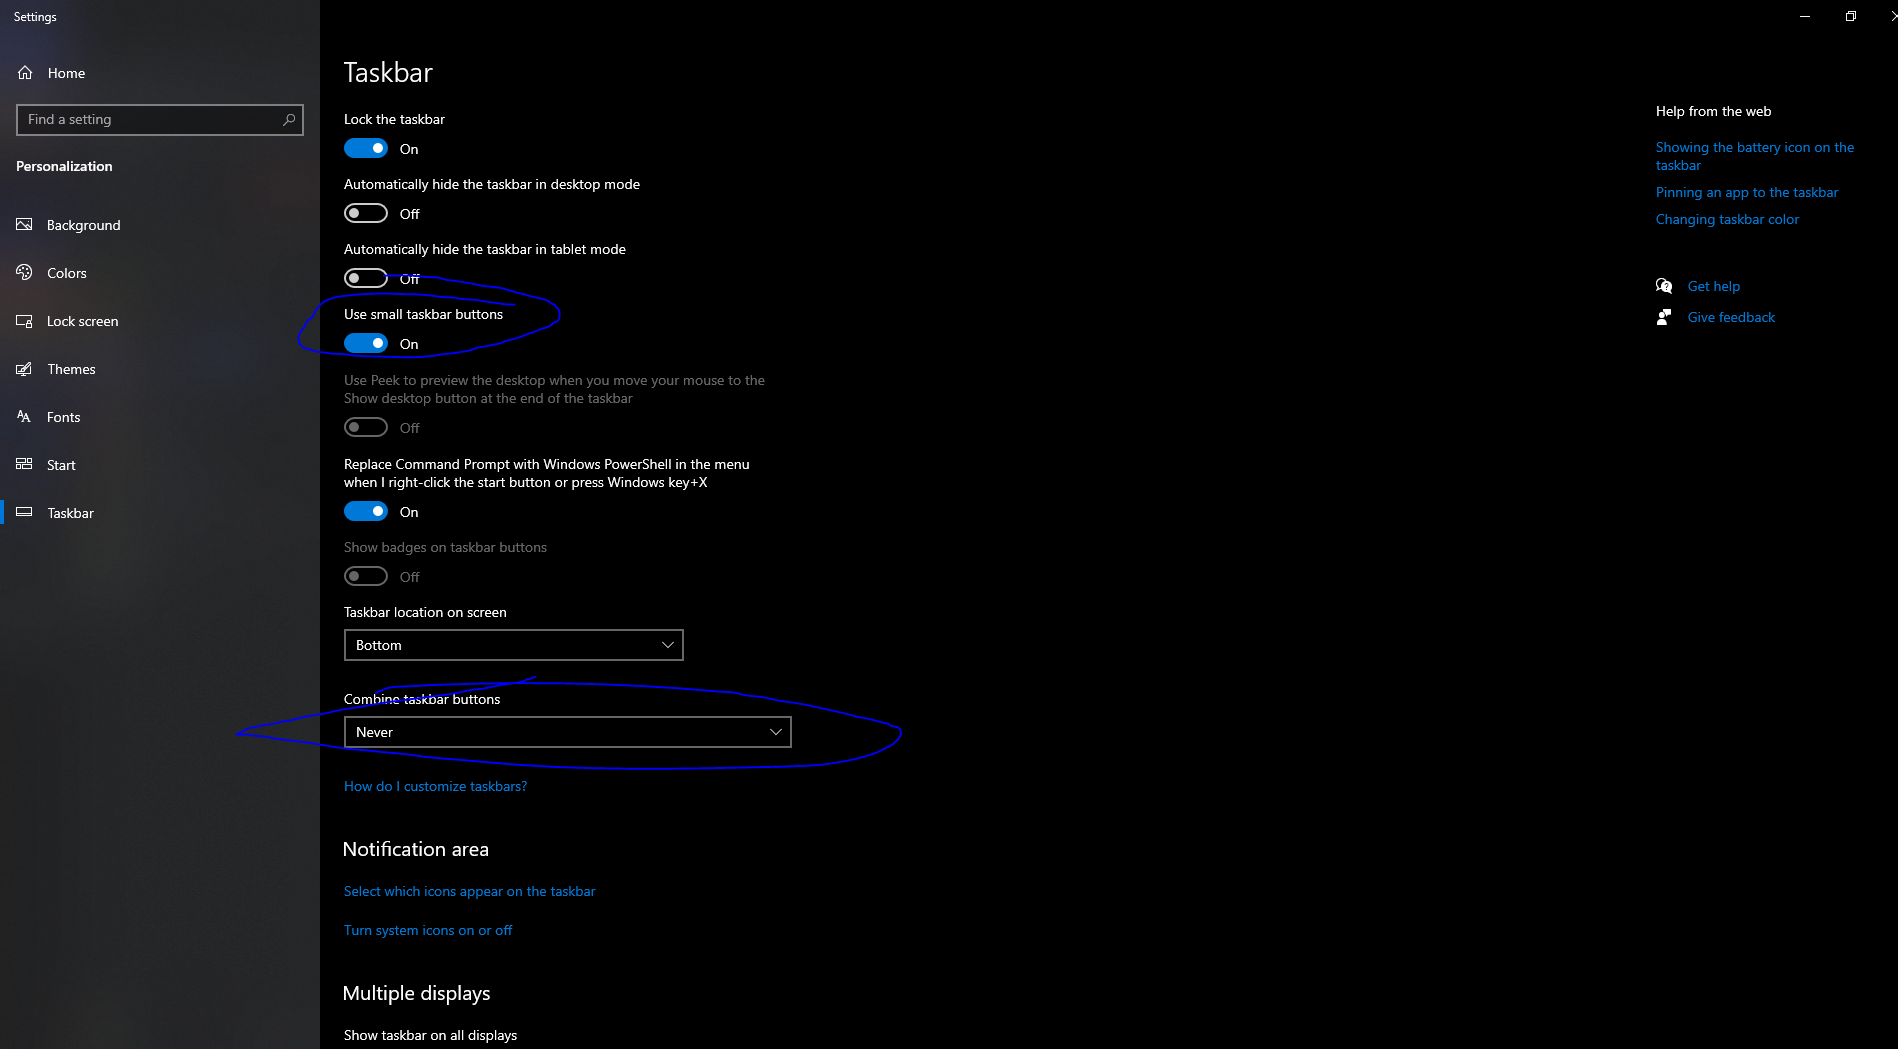 Settings
Home
Find a setting
Personalization
Background
Colors
Lock screen
Themes
Fonts
Start
Taskbar
Taskbar
Lock the taskbar
On
Automatically hide the taskbar in desktop mode
Off
Automatically hide the taskbar in tablet mode
Off
Use small taskbar buttons
On
Use Peek to preview the desktop when you move your mouse to the
Show desktop button at the end of the taskbar
Off
Replace Command Prompt with Windows PowerShell in the menu
when I right-click the start button or press Windows key+X
On
Show badges on taskbar buttons
Off
Taskbar location on screen
Bottom
Combine taskbar buttons
Never
How do I customize taskbars?
Notification area
Select which icons appear on the taskbar
Turn system icons on or off
Multiple displays
Show taskbar on all displays
Help from the web
Showing the battery icon on the
taskbar
Pinning an app to the taskbar
Changing taskbar color
Get help
Give feedback